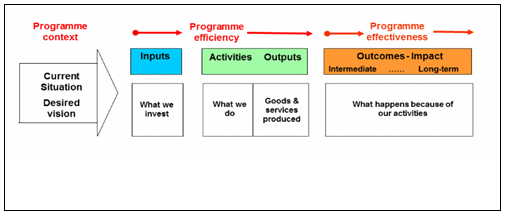 Programme
context
Programme
efficiency
Programme
effectiveness
Current
Situation
Desired
vision
Inputs
Activities Outputs
Outcomes - Impact
Intermediate ...... Long-term
What we
invest
What we
do
Goods &
services
produced
What happens because of
our activities